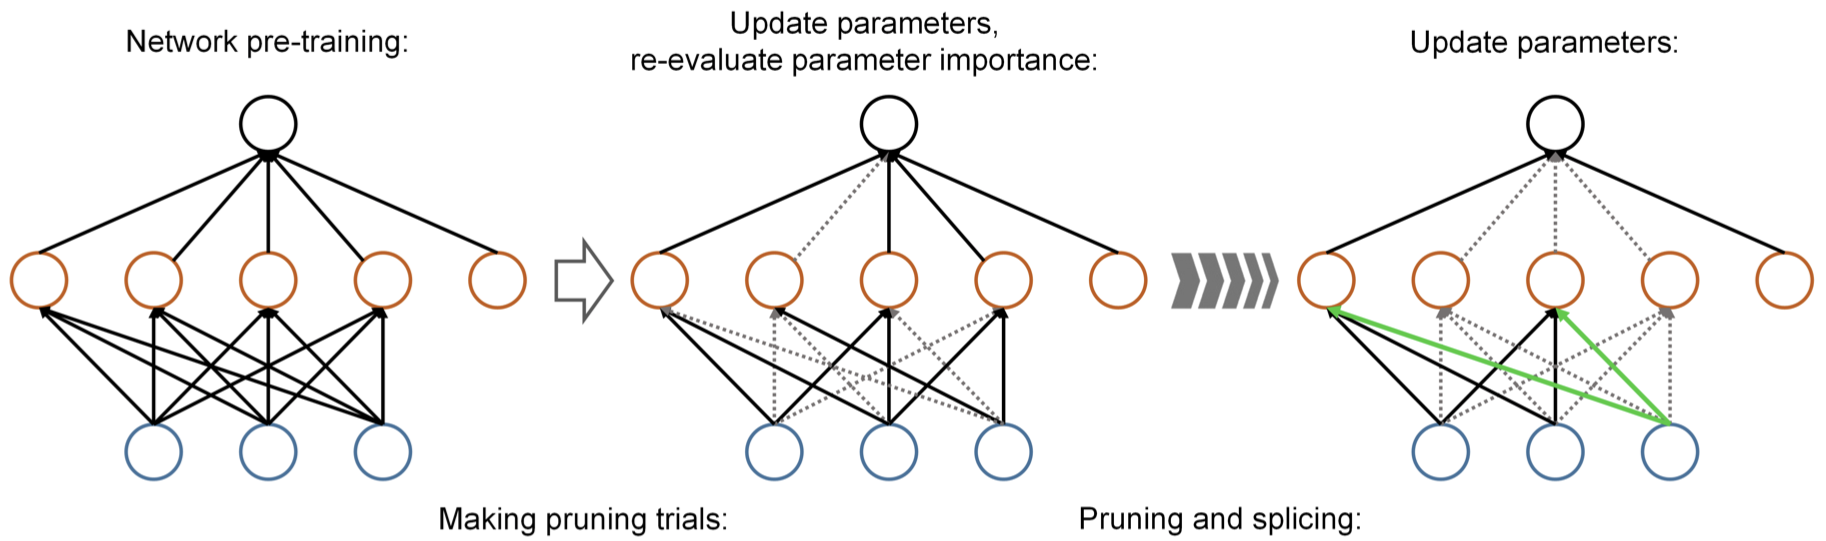 Network pre-training:
Update parameters,
re-evaluate parameter importance:
Update parameters:
Making pruning trials:
Pruning and splicing: